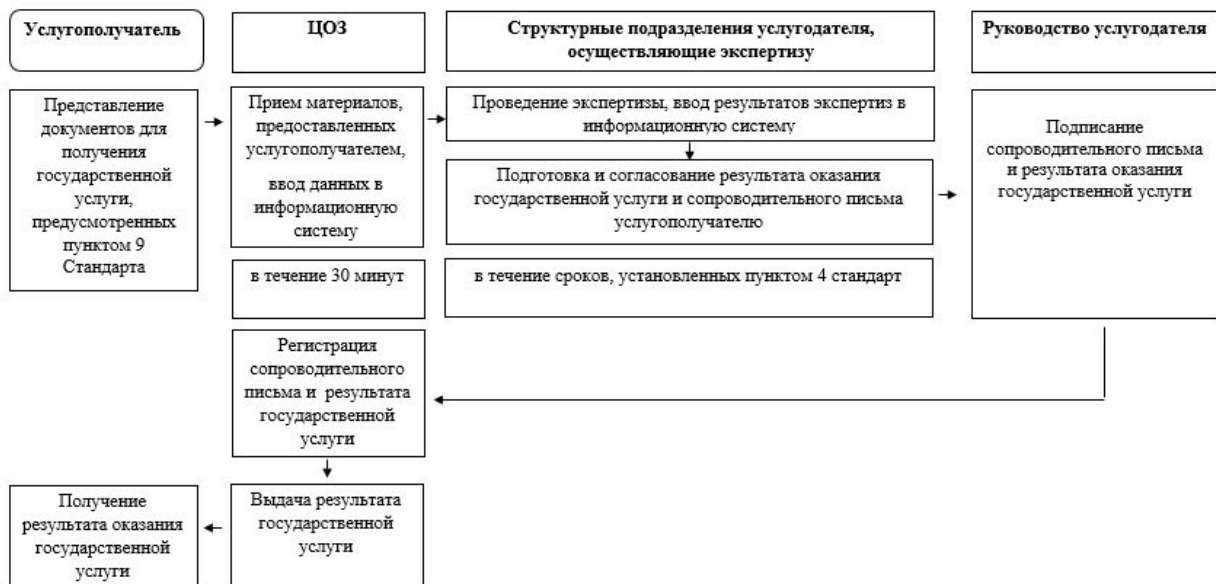 Услугополучатель
ЦОЗ
Структурные подразделения услугодателя,
осуществляющие экспертизу
Руководство услугодателя
Представление
документов для
получения
государственной
услуги,
предусмотренных
пунктом 9
Стандарта
Прием материалов,
предоставленных
услугополучателем,
ввод данных в
информационную
систему
Проведение экспертизы, ввод результатов экспертиз в
информационную систему
Подготовка и согласование результата оказания
государственной услуги и сопроводительного письма
услугополучателю
Подписание
сопроводительного письма
и результата оказания
государственной услуги
в течение 30 минут
в течение сроков, установленных пунктом 4 стандарт
Регистрация
сопроводительного
письма и результата
государственной
услуги
Выдача результата
государственной
услуги
Получение
результата оказания
государственной
услуги